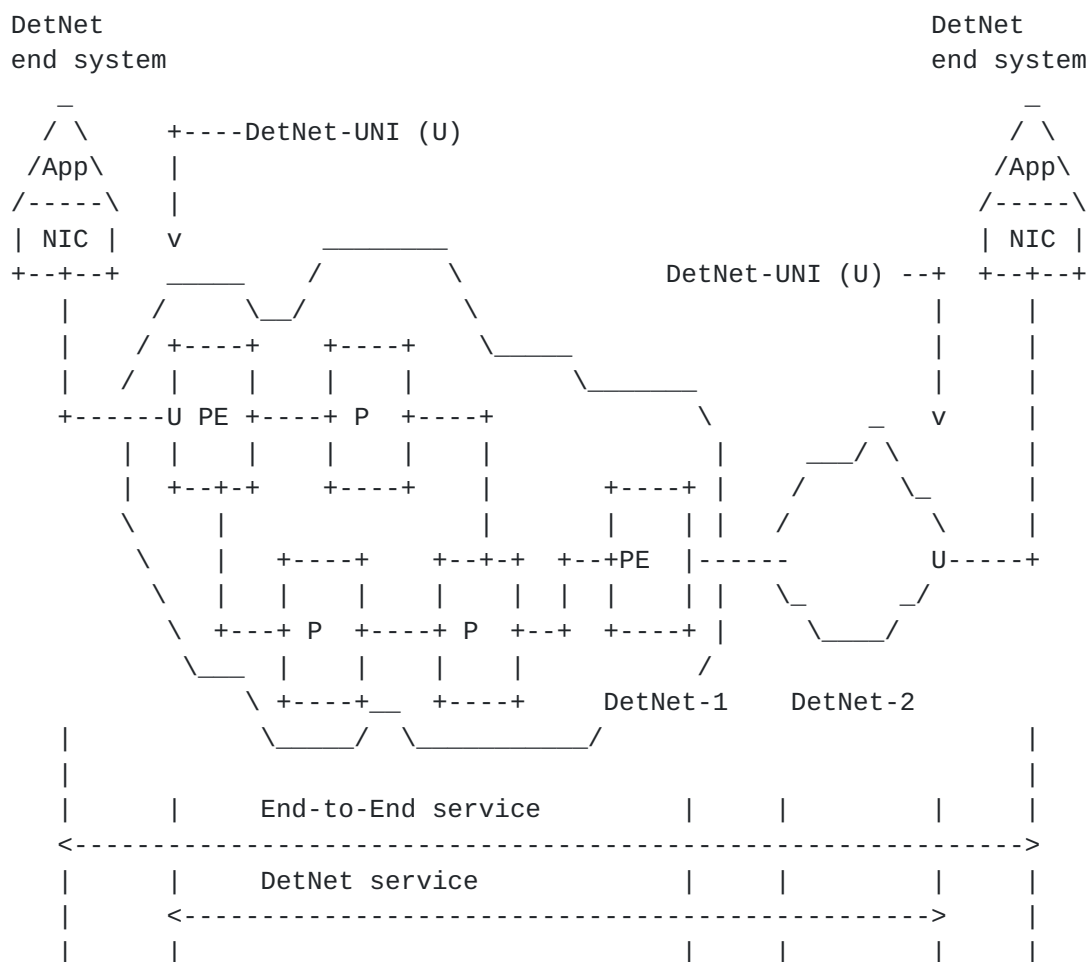 DetNet DetNet
end system end system
+----DetNet-UNI (U)
/App\ /App\
| NIC | v | NIC |
DetNet-UNI (U) --+
U PE P v
PE U
P P
DetNet-1 DetNet-2
End-to-End service
DetNet service